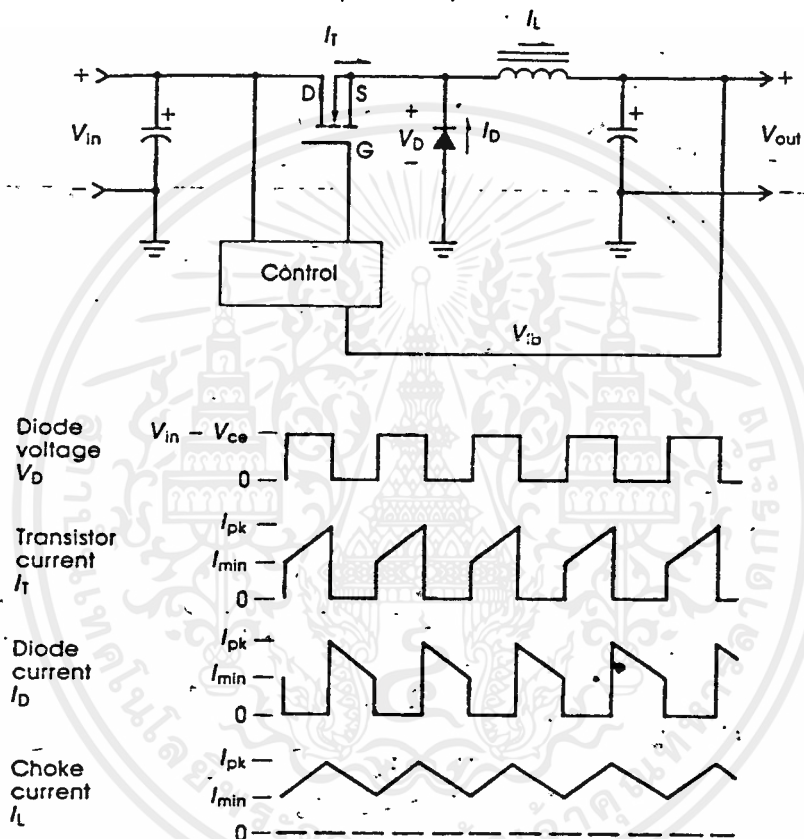 I_T
I_L
+
D
S
+
+
+
+
V_in
V_D
I_D
V_out
G
−
−
−
Control
V_fb
Diode
voltage
V_D
V_in − V_ce
0
Transistor
current
I_T
I_pk
I_min
0
Diode
current
I_D
I_pk
I_min
0
Choke
current
I_L
I_pk
I_min
0